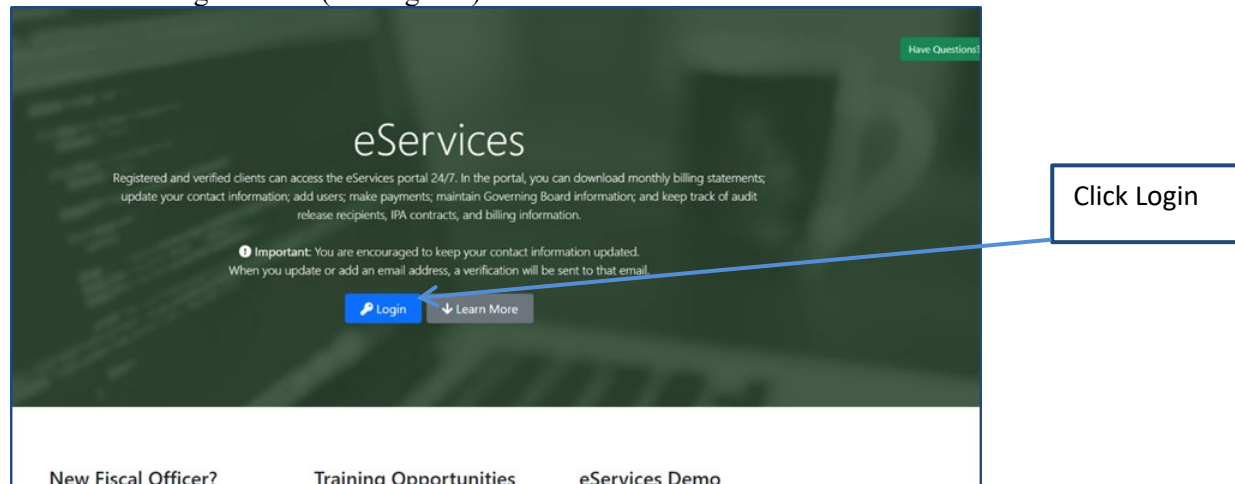 Have Questions?
eServices
Registered and verified clients can access the eServices portal 24/7. In the portal, you can download monthly billing statements;
update your contact information; add users; make payments; maintain Governing Board information; and keep track of audit
release recipients, IPA contracts, and billing information.
Important: You are encouraged to keep your contact information updated.
When you update or add an email address, a verification will be sent to that email.
Login
Learn More
Click Login
New Fiscal Officer?
Training Opportunities
eServices Demo